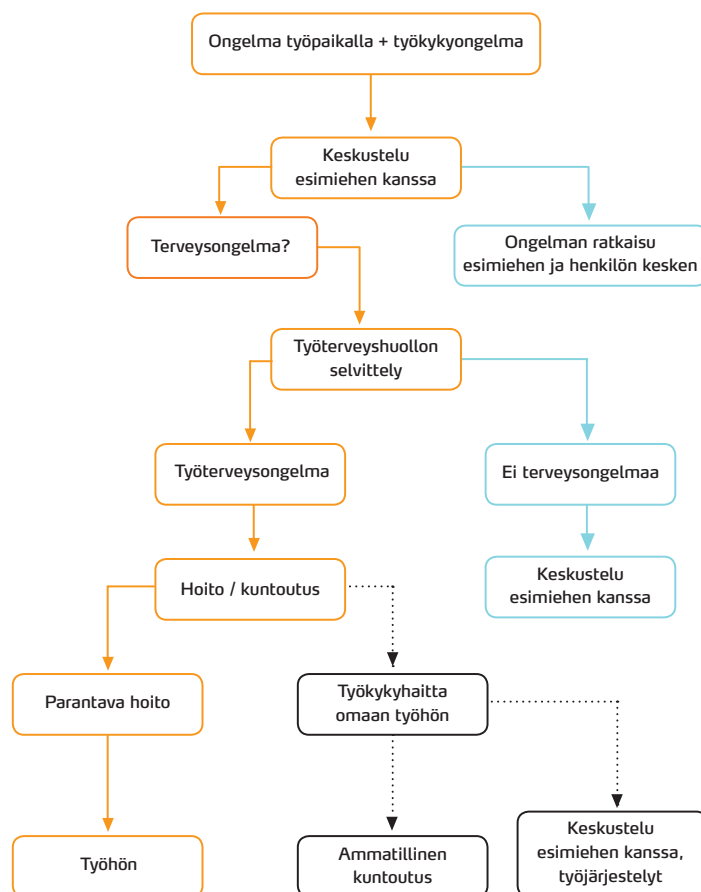 Ongelma työpaikalla + työkykyongelma
Keskustelu
esimiehen kanssa
Terveysongelma?
Ongelman ratkaisu
esimiehen ja henkilön kesken
Työterveyshuollon
selvittely
Työterveysongelma
Ei terveysongelmaa
Hoito / kuntoutus
Keskustelu
esimiehen kanssa
Parantava hoito
Työkykyhaitta
omaan työhön
Työhön
Ammatillinen
kuntoutus
Keskustelu
esimiehen kanssa,
työjärjestelyt